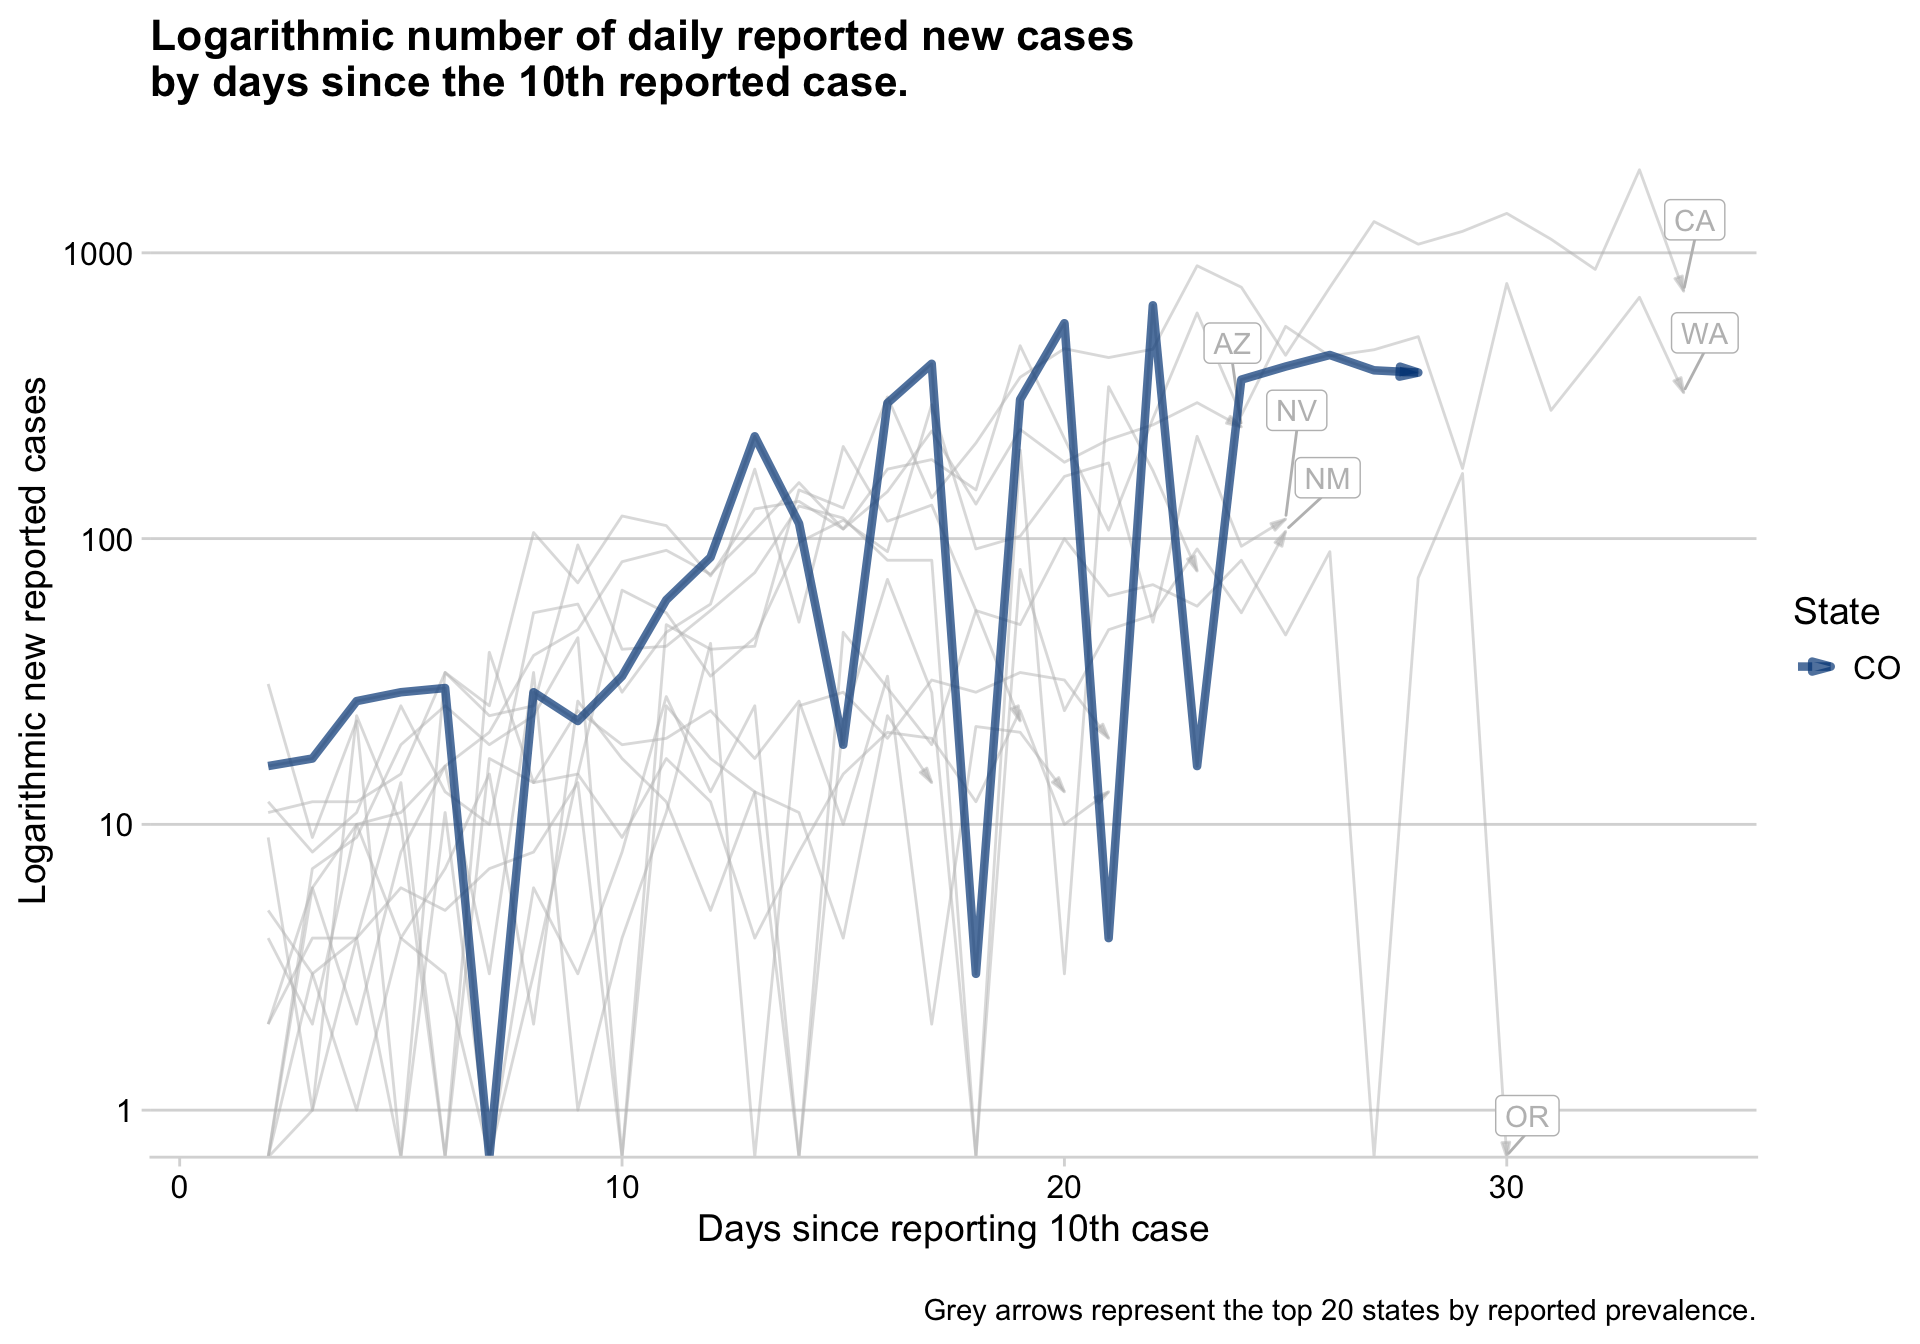 Logarithmic number of daily reported new cases
by days since the 10th reported case.
Logarithmic new reported cases
1000
100
10
1
CA
WA
AZ
NV
NM
OR
State
CO
0
10
20
30
Days since reporting 10th case
Grey arrows represent the top 20 states by reported prevalence.